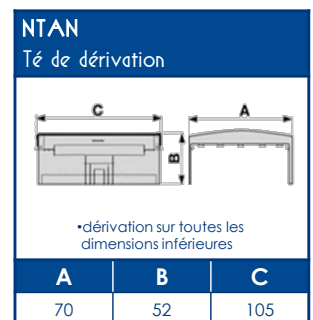 NTAN
Té de dérivation
C
A
B
•dérivation sur toutes les
dimensions inférieures
A B C
70 52 105